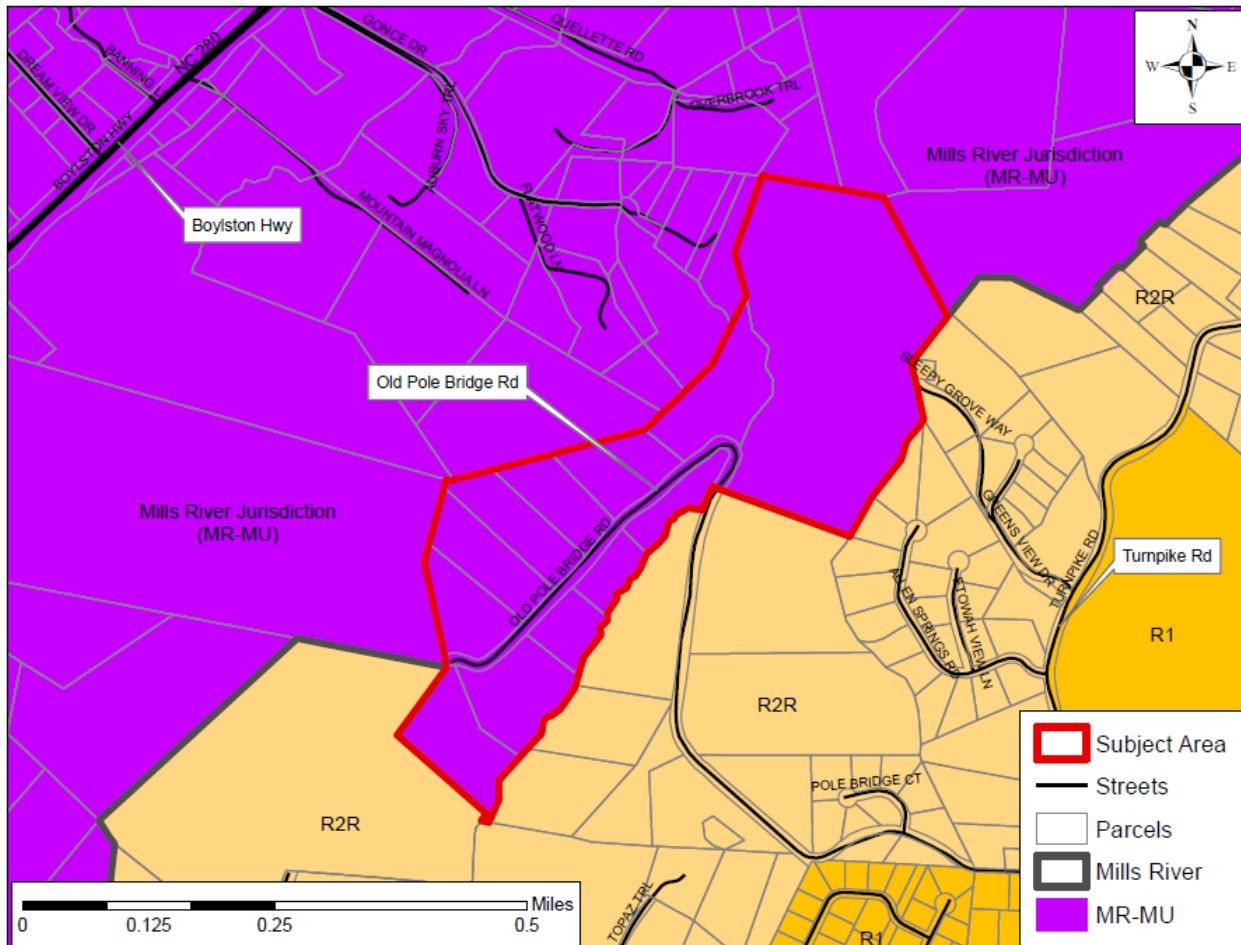 N
W E
S
QUELLETTE RD
GONCE DR
BANNING L
NC 280
DREAM VIEW DR
OVERBROOK TRL
AUBURN SKY TRL
BOYLSTON HWY
Mills River Jurisdiction
(MR-MU)
Boylston Hwy
MOUNTAIN MAGNOLIA LN
FLATWOOD LN
R2R
SLEEPY GROVE WAY
Old Pole Bridge Rd
GREENS VIEW DR
TURNPIKE RD
Mills River Jurisdiction
(MR-MU)
OLD POLE BRIDGE RD
Turnpike Rd
ALLEN SPRINGS RD
ETOWAH VIEW LN
R1
R2R
POLE BRIDGE CT
R2R
TOPAZ TRL
R1
Subject Area
Streets
Parcels
Mills River
MR-MU
Miles
0 0.125 0.25 0.5